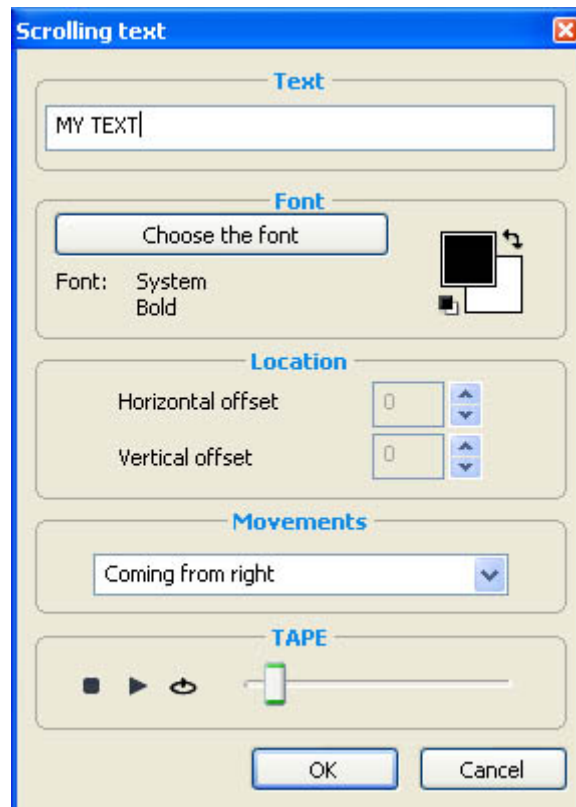 Scrolling text
Text
MY TEXT
Font
Choose the font
Font: System
Bold
Location
Horizontal offset 0
Vertical offset 0
Movements
Coming from right
TAPE
OK Cancel